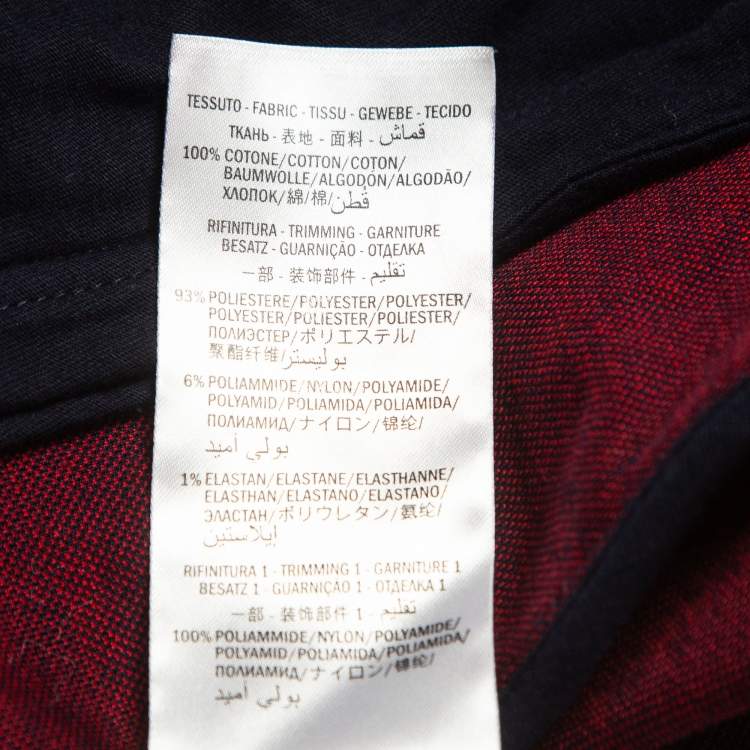 TESSUTO - FABRIC - TISSU - GEWEBE - TECIDO
ТКАНЬ - 表地 - 面料 - قماش
100% COTONE/COTTON/COTON/
BAUMWOLLE/ALGODÓN/ALGODÃO/
ХЛОПОК/綿/棉/قطن
RIFINITURA - TRIMMING - GARNITURE
BESATZ - GUARNIÇÃO - ОТДЕЛКА
一部 - 装饰部件 - تقليم
93% POLIESTERE/POLYESTER/POLYESTER/
POLYESTER/POLIESTER/POLIESTER/
ПОЛИЭСТЕР/ポリエステル/
聚酯纤维/بوليستر
6% POLIAMMIDE/NYLON/POLYAMIDE/
POLYAMID/POLIAMIDA/POLIAMIDA/
ПОЛИАМИД/ナイロン/锦纶/
بولي أميد
1% ELASTAN/ELASTANE/ELASTHANNE/
ELASTHAN/ELASTANO/ELASTANO/
ЭЛАСТАН/ポリウレタン/氨纶/
إيلاستين
RIFINITURA 1 - TRIMMING 1 - GARNITURE 1
BESATZ 1 - GUARNIÇÃO 1 - ОТДЕЛКА 1
一部 - 装饰部件 1 - تقليم
100% POLIAMMIDE/NYLON/POLYAMIDE/
POLYAMID/POLIAMIDA/POLIAMIDA/
ПОЛИАМИД/ナイロン/锦纶/
بولي أميد